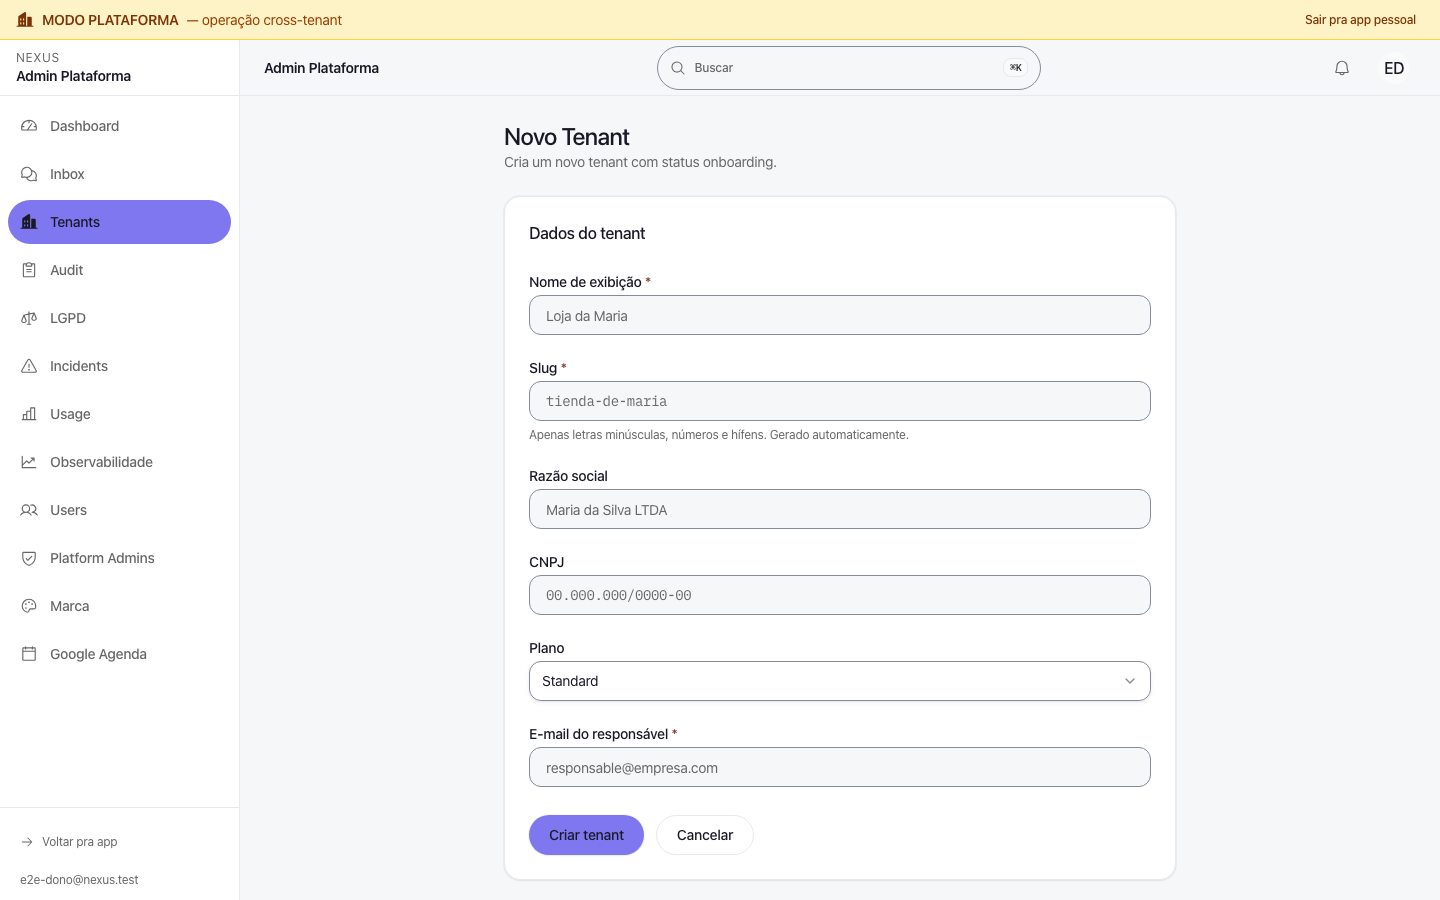 MODO PLATAFORMA — operação cross-tenant
Sair pra app pessoal
NEXUS
Admin Plataforma
Admin Plataforma
Buscar
⌘K
ED
Dashboard
Inbox
Tenants
Audit
LGPD
Incidents
Usage
Observabilidade
Users
Platform Admins
Marca
Google Agenda
Voltar pra app
e2e-dono@nexus.test
Novo Tenant
Cria um novo tenant com status onboarding.
Dados do tenant
Nome de exibição *
Loja da Maria
Slug *
tienda-de-maria
Apenas letras minúsculas, números e hífens. Gerado automaticamente.
Razão social
Maria da Silva LTDA
CNPJ
00.000.000/0000-00
Plano
Standard
E-mail do responsável *
responsable@empresa.com
Criar tenant
Cancelar